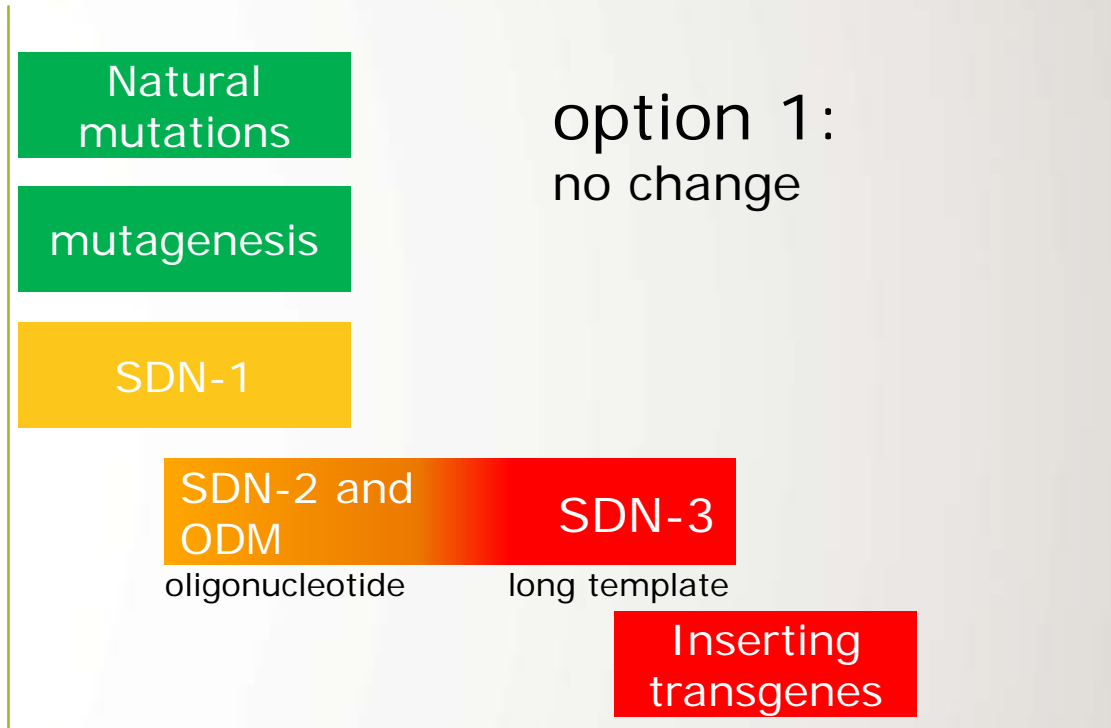 Natural
mutations
option 1:
no change
mutagenesis
SDN-1
SDN-2 and
ODM
SDN-3
oligonucleotide
long template
Inserting
transgenes